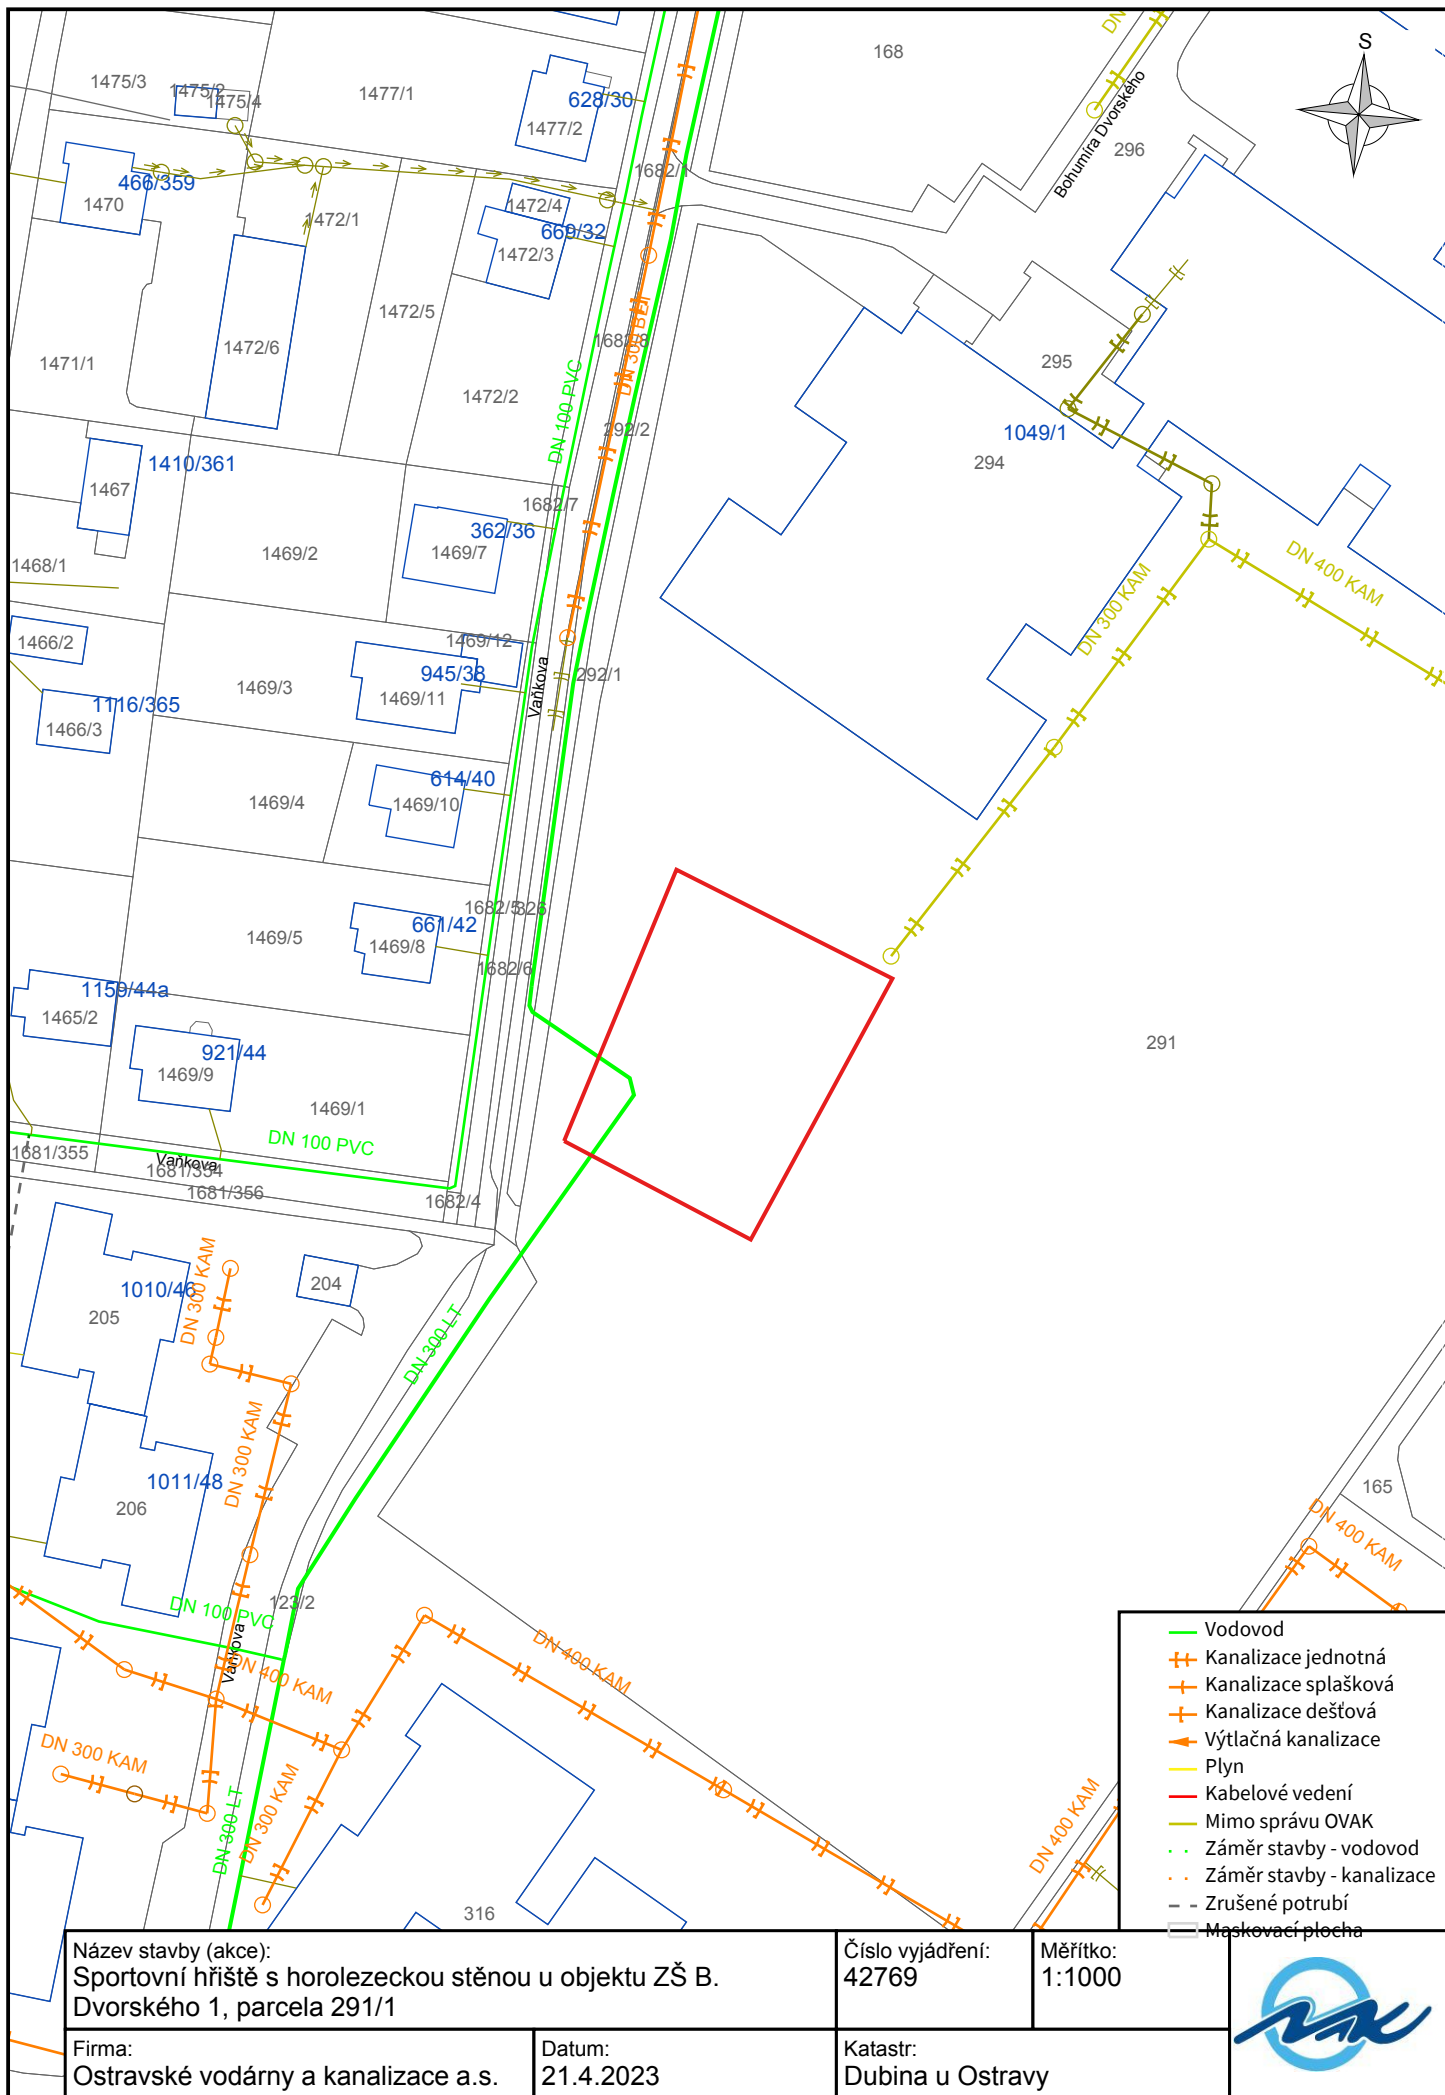 DN
168
S
1475/3
1475/2
1475/4
1477/1
628/30
1477/2
Bohumíra Dvorského
296
1682/1
466/359
1470
1472/1
1472/4
669/32
1472/3
1472/5
DN 300 BET
1682/8
1471/1
1472/6
295
1472/2
DN 100 PVC
292/2
1049/1
294
1410/361
1467
1682/7
362/36
1469/7
1469/2
1468/1
DN 400 KAM
DN 300 KAM
1466/2
1469/12
945/38
1469/3
1469/11
Vaňkova
292/1
1116/365
1466/3
614/40
1469/4
1469/10
1682/5
326
661/42
1469/5
1469/8
1682/6
1159/44a
1465/2
921/44
1469/9
291
1469/1
DN 100 PVC
1681/355
Vaňkova
1681/354
1681/356
1682/4
DN 300 KAM
1010/46
204
205
DN 300 LT
DN 300 KAM
1011/48
206
165
DN 400 KAM
123/2
DN 100 PVC
Vaňkova
DN 400 KAM
DN 400 KAM
DN 300 KAM
DN 300 LT
DN 300 KAM
DN 400 KAM
316
Vodovod
Kanalizace jednotná
Kanalizace splašková
Kanalizace dešťová
Výtlačná kanalizace
Plyn
Kabelové vedení
Mimo správu OVAK
Záměr stavby - vodovod
Záměr stavby - kanalizace
Zrušené potrubí
Maskovací plocha
Název stavby (akce):
Sportovní hřiště s horolezeckou stěnou u objektu ZŠ B.
Dvorského 1, parcela 291/1
Číslo vyjádření:
42769
Měřítko:
1:1000
Firma:
Ostravské vodárny a kanalizace a.s.
Datum:
21.4.2023
Katastr:
Dubina u Ostravy